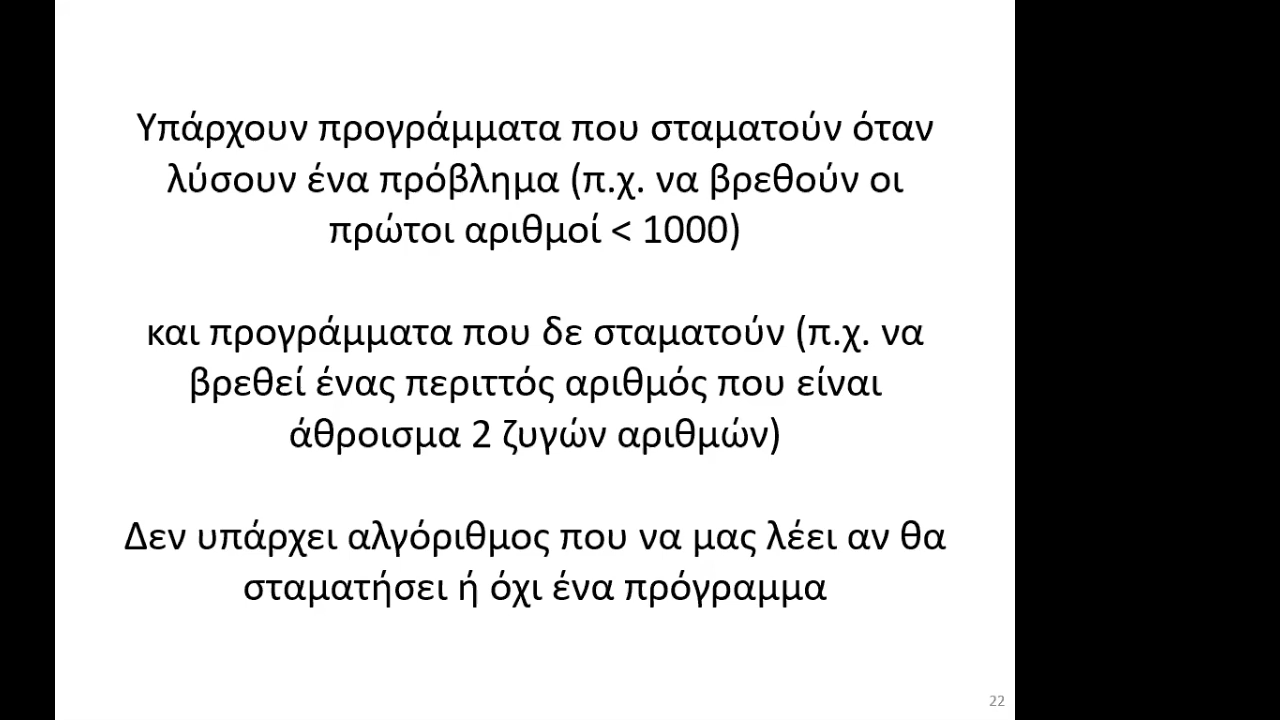 Υπάρχουν προγράμματα που σταματούν όταν
λύσουν ένα πρόβλημα (π.χ. να βρεθούν οι
πρώτοι αριθμοί < 1000)
και προγράμματα που δε σταματούν (π.χ. να
βρεθεί ένας περιττός αριθμός που είναι
άθροισμα 2 ζυγών αριθμών)
Δεν υπάρχει αλγόριθμος που να μας λέει αν θα
σταματήσει ή όχι ένα πρόγραμμα
22